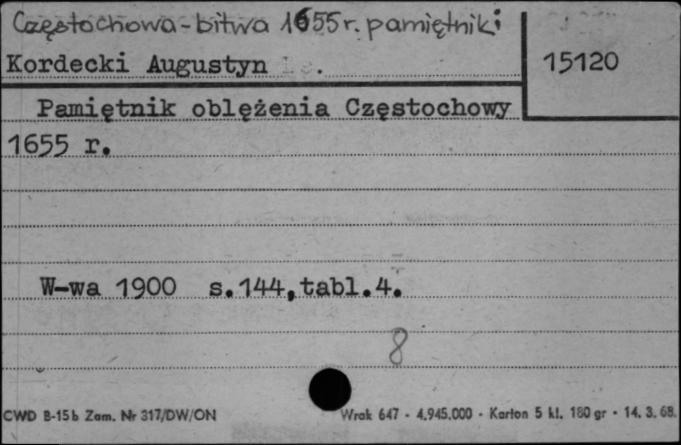 Częstochowa-bitwa 1655 r. pamiętniki
Kordecki Augustyn
15120
Pamiętnik oblężenia Częstochowy
1655 r.
W-wa 1900 s.144,tabl.4.
8
CWD B-15b Zam. Nr 317/DW/ON
Wrak 647 - 4.945.000 - Karton 5 kl. 180 gr - 14. 3. 68.